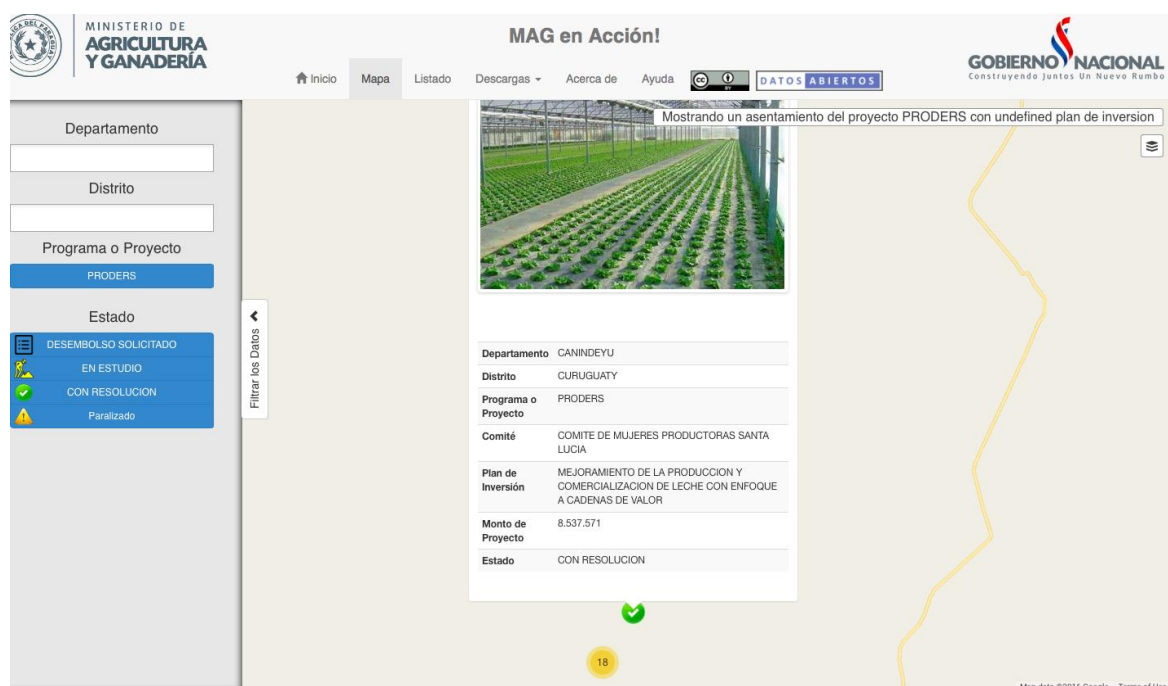 MINISTERIO DE
AGRICULTURA
Y GANADERÍA
MAG en Acción!
GOBIERNO NACIONAL
Construyendo Juntos Un Nuevo Rumbo
Inicio
Mapa
Listado
Descargas
Acerca de
Ayuda
cc
BY
DATOS ABIERTOS
Mostrando un asentamiento del proyecto PRODERS con undefined plan de inversion
Departamento
Distrito
Programa o Proyecto
PRODERS
Estado
DESEMBOLSO SOLICITADO
EN ESTUDIO
CON RESOLUCION
Paralizado
Filtrar los Datos
Departamento CANINDEYU
Distrito CURUGUATY
Programa o PRODERS
Proyecto
Comité COMITE DE MUJERES PRODUCTORAS SANTA
LUCIA
Plan de MEJORAMIENTO DE LA PRODUCCION Y
Inversión COMERCIALIZACION DE LECHE CON ENFOQUE
A CADENAS DE VALOR
Monto de 8.537.571
Proyecto
Estado CON RESOLUCION
18